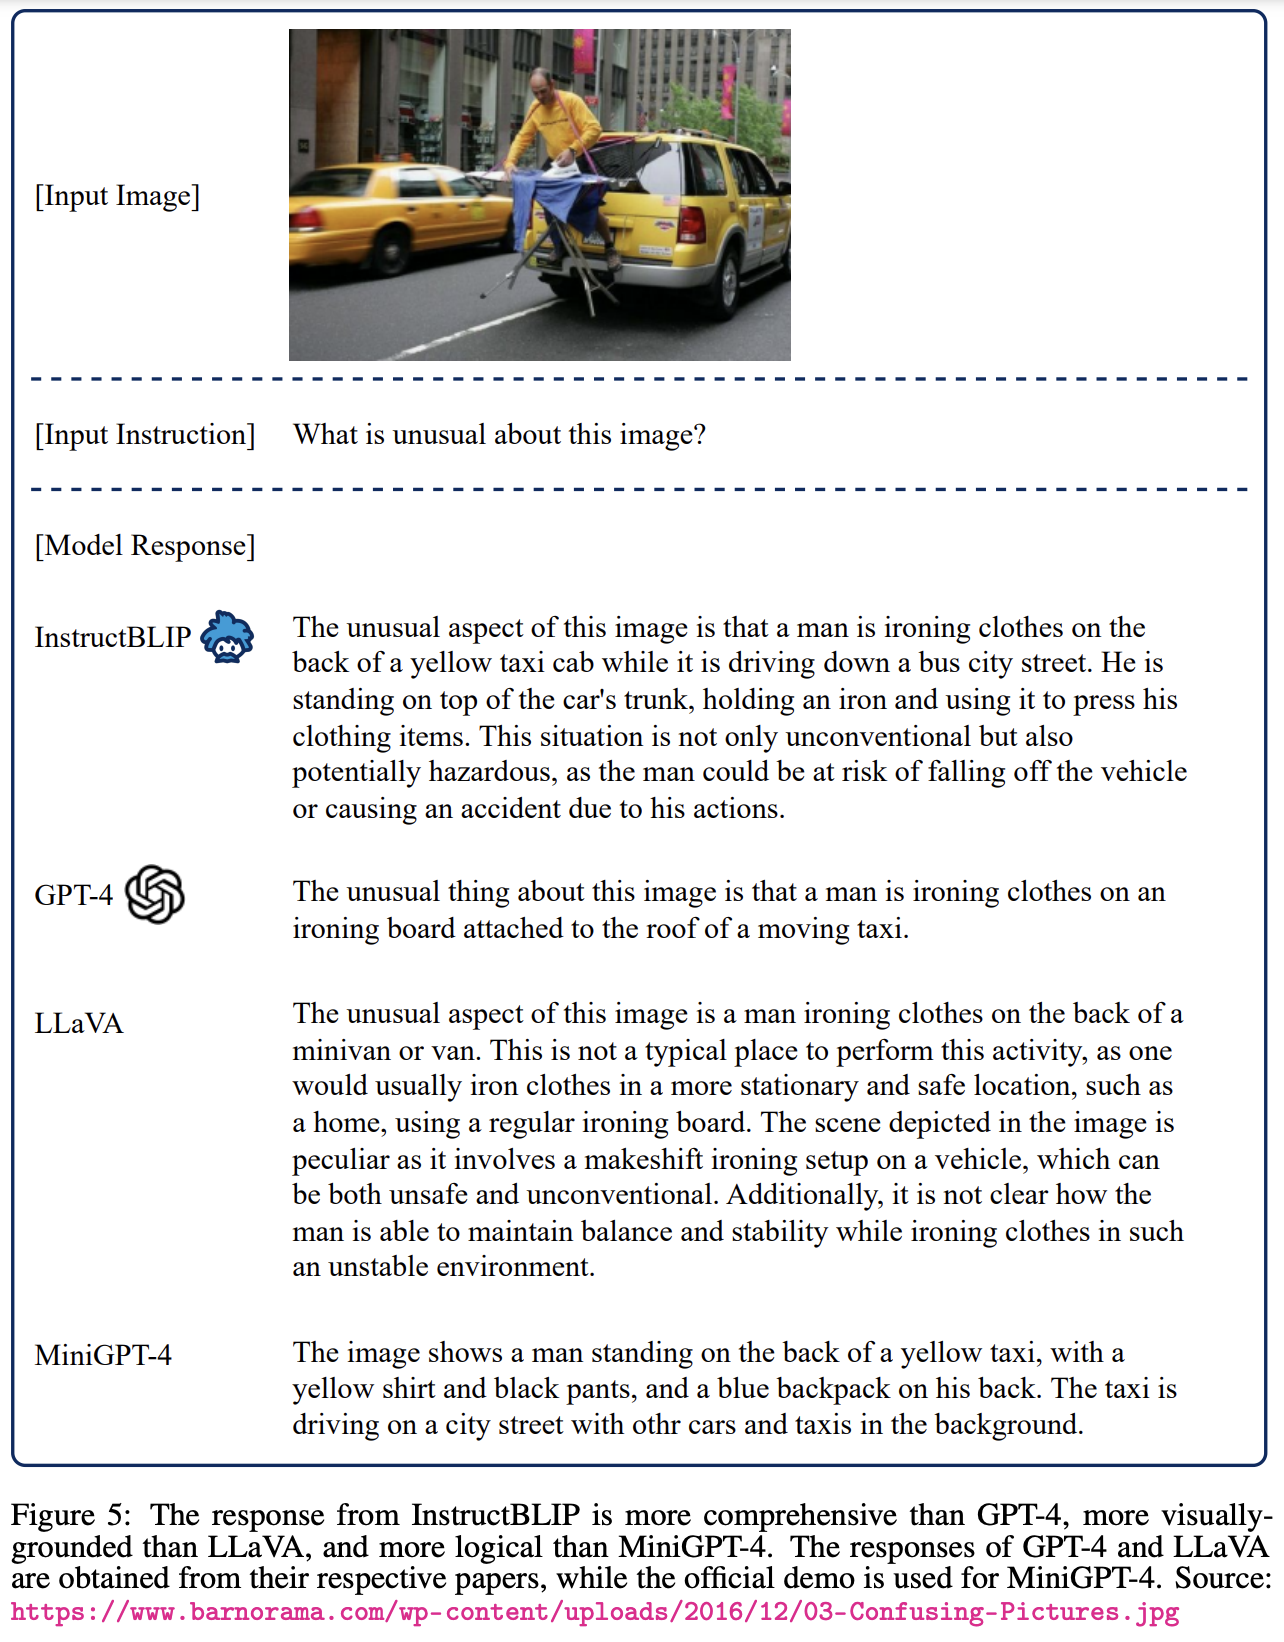 [Input Image]
[Input Instruction] What is unusual about this image?
[Model Response]
InstructBLIP
The unusual aspect of this image is that a man is ironing clothes on the
back of a yellow taxi cab while it is driving down a bus city street. He is
standing on top of the car's trunk, holding an iron and using it to press his
clothing items. This situation is not only unconventional but also
potentially hazardous, as the man could be at risk of falling off the vehicle
or causing an accident due to his actions.
GPT-4
The unusual thing about this image is that a man is ironing clothes on an
ironing board attached to the roof of a moving taxi.
LLaVA
The unusual aspect of this image is a man ironing clothes on the back of a
minivan or van. This is not a typical place to perform this activity, as one
would usually iron clothes in a more stationary and safe location, such as
a home, using a regular ironing board. The scene depicted in the image is
peculiar as it involves a makeshift ironing setup on a vehicle, which can
be both unsafe and unconventional. Additionally, it is not clear how the
man is able to maintain balance and stability while ironing clothes in such
an unstable environment.
MiniGPT-4
The image shows a man standing on the back of a yellow taxi, with a
yellow shirt and black pants, and a blue backpack on his back. The taxi is
driving on a city street with othr cars and taxis in the background.
Figure 5: The response from InstructBLIP is more comprehensive than GPT-4, more visually-
grounded than LLaVA, and more logical than MiniGPT-4. The responses of GPT-4 and LLaVA
are obtained from their respective papers, while the official demo is used for MiniGPT-4. Source:
https://www.barnorama.com/wp-content/uploads/2016/12/03-Confusing-Pictures.jpg